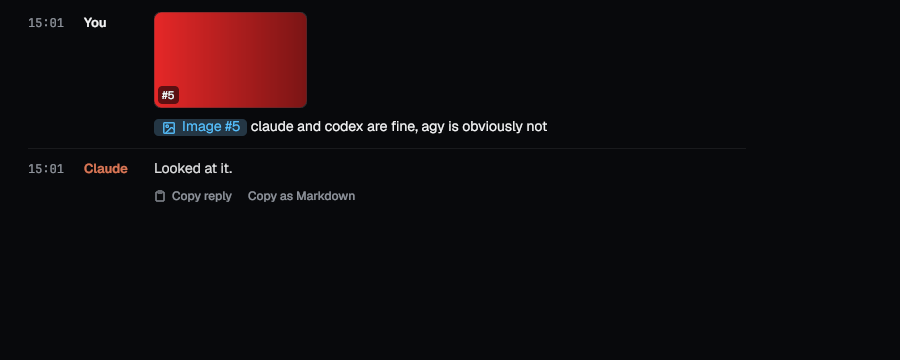 15:01 You
#5
Image #5 claude and codex are fine, agy is obviously not
15:01 Claude Looked at it.
Copy reply Copy as Markdown